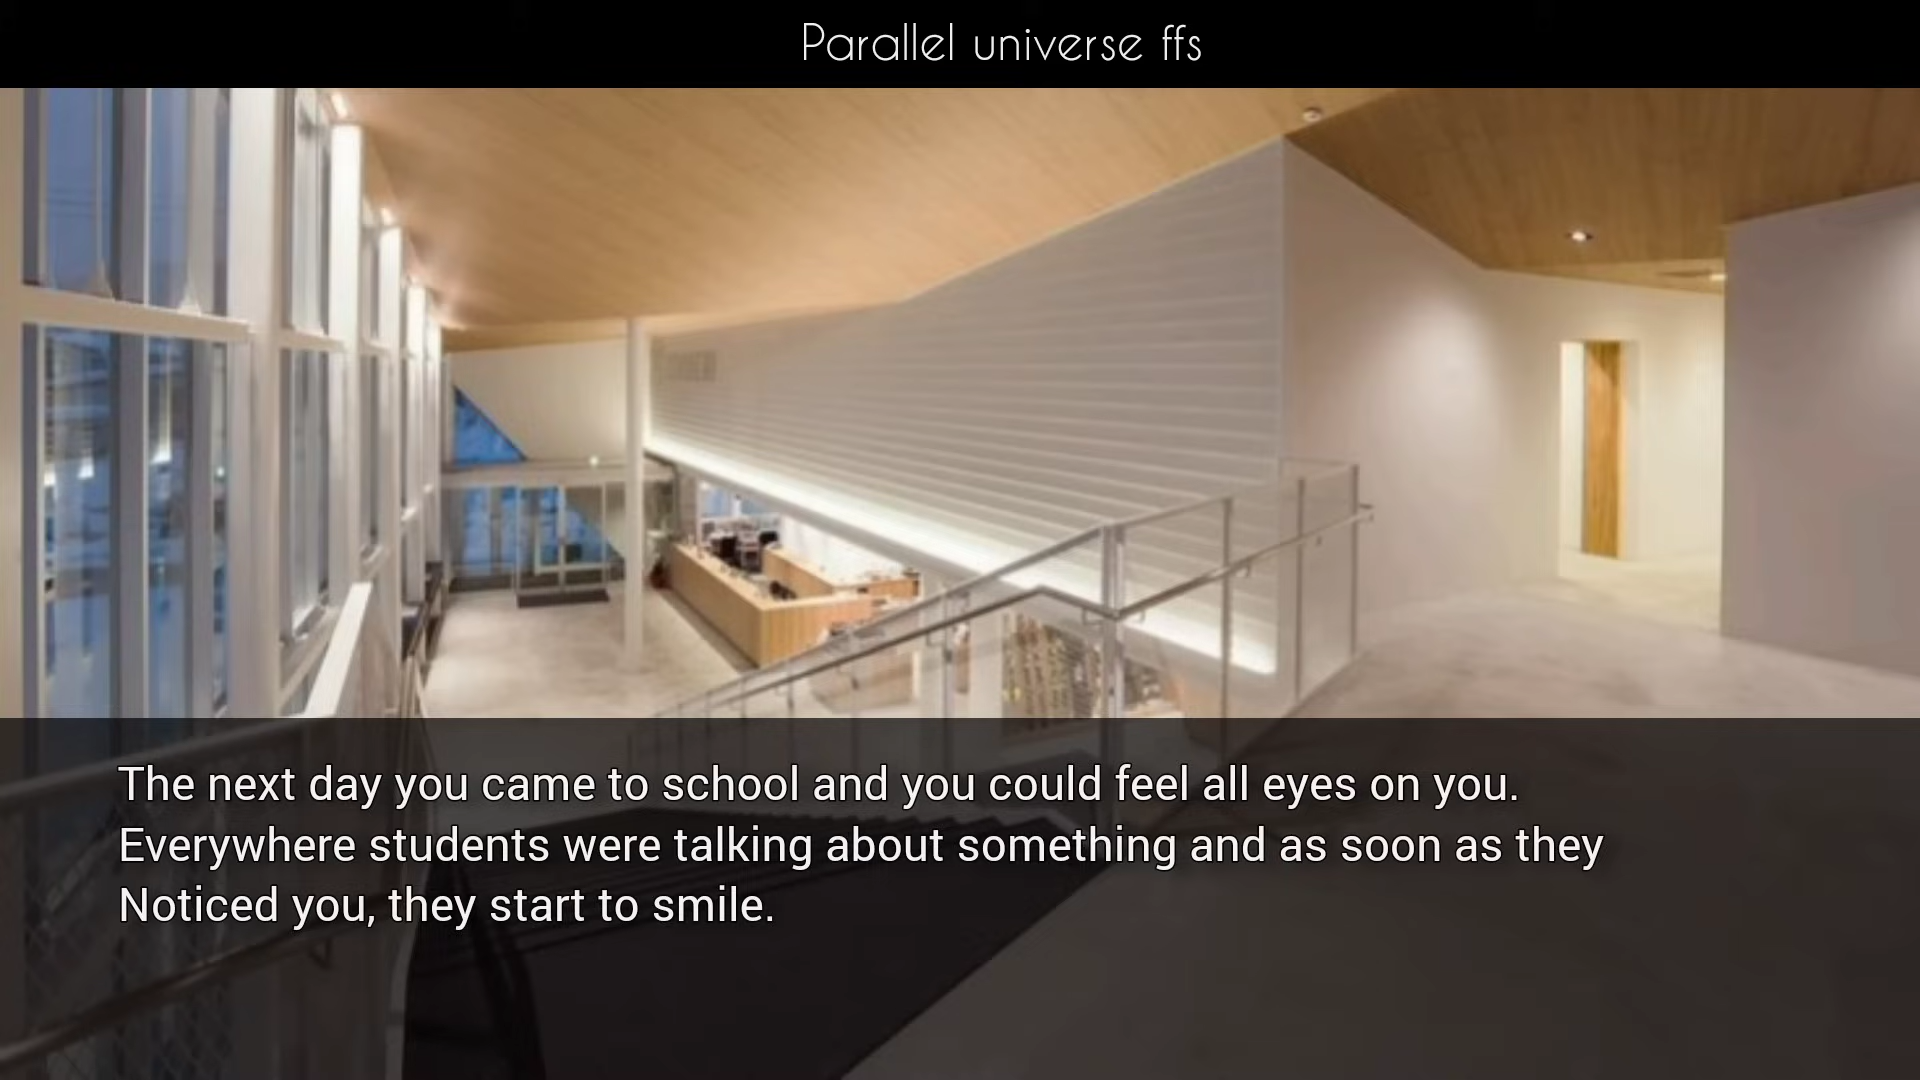 Parallel universe ffs
The next day you came to school and you could feel all eyes on you.
Everywhere students were talking about something and as soon as they
Noticed you, they start to smile.